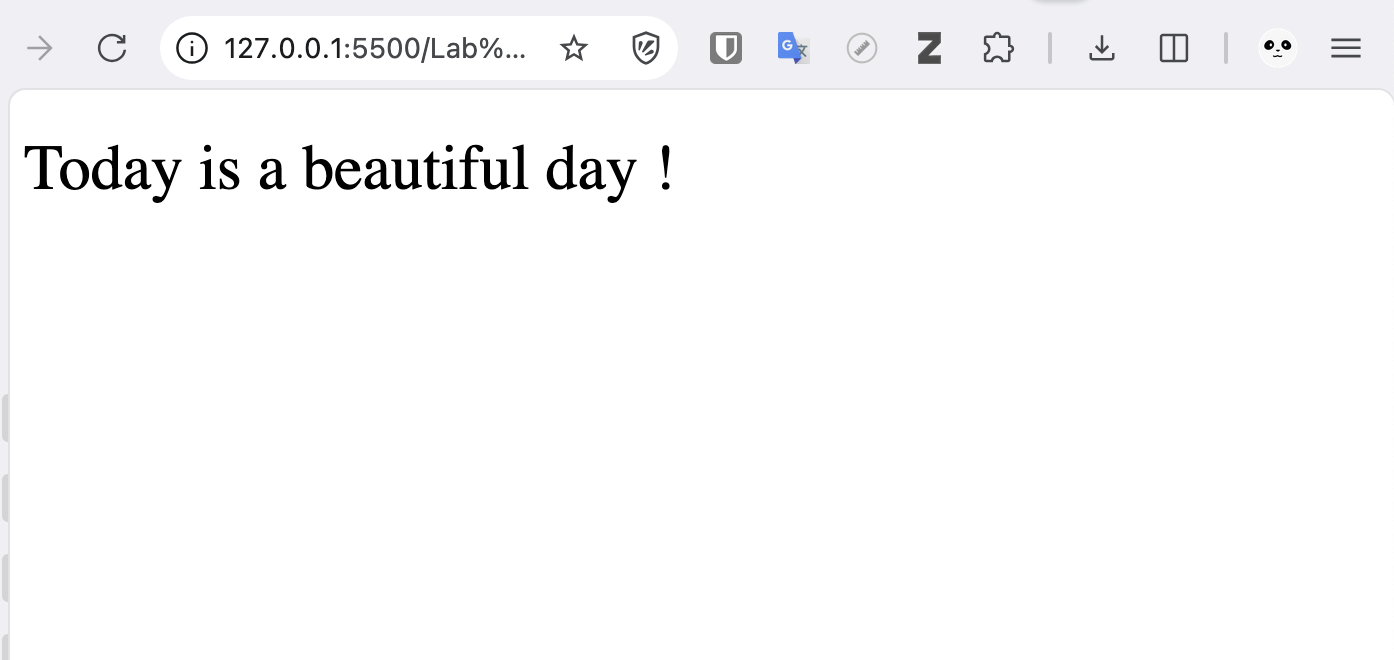 127.0.0.1:5500/Lab%...
Today is a beautiful day !